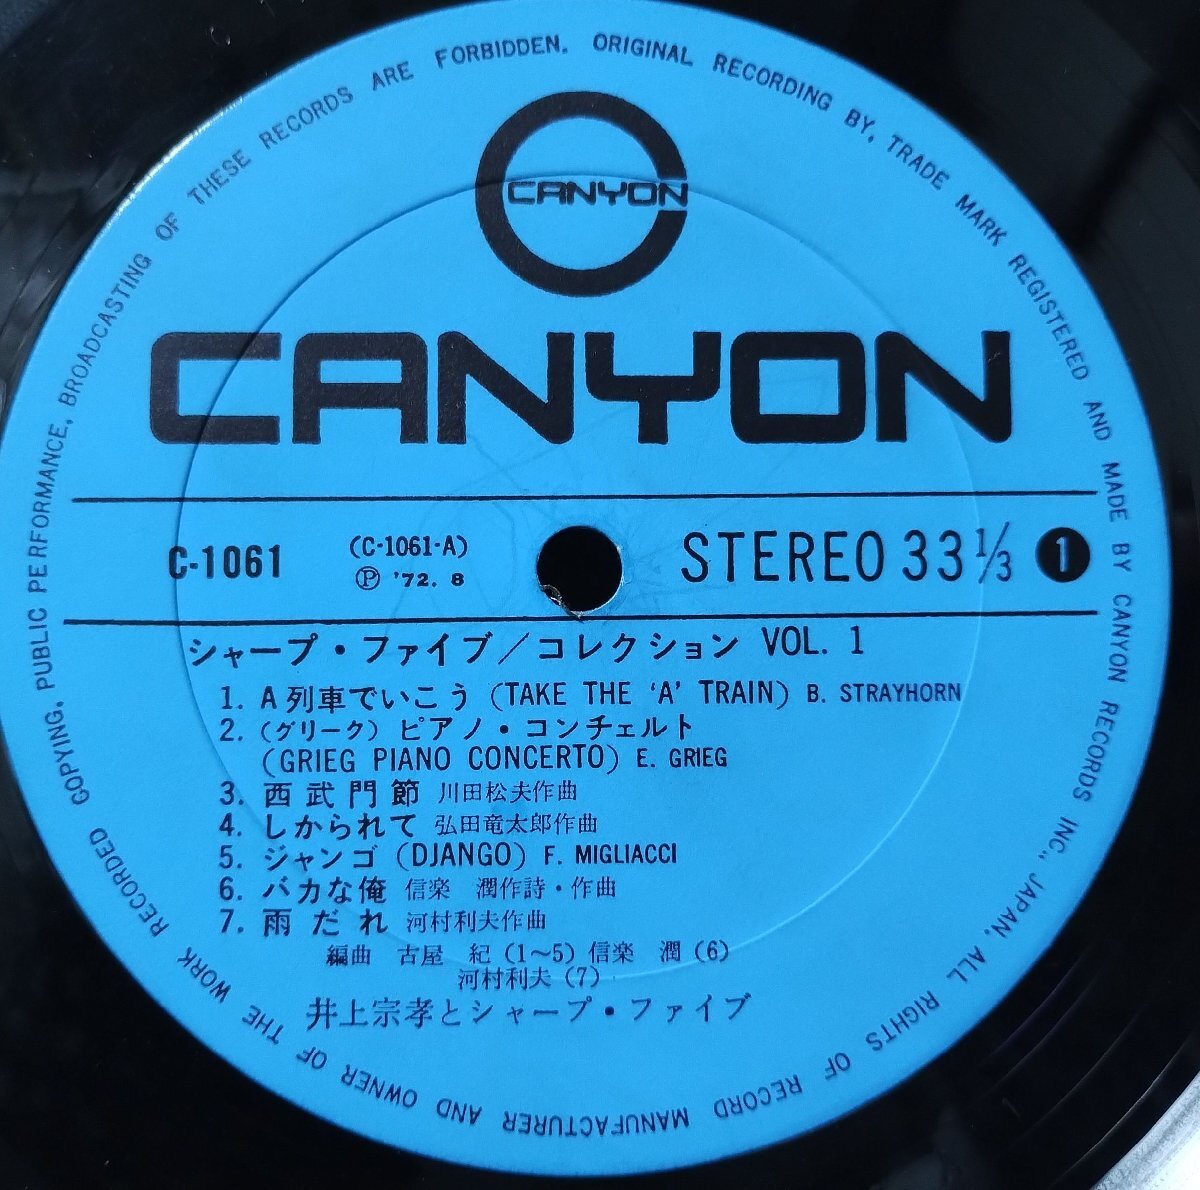 CANYON
CANYON
C-1061
(C-1061-A)
Ⓟ '72. 8
STEREO 33⅓
1
シャープ・ファイブ／コレクション VOL. 1
1. A列車でいこう (TAKE THE 'A' TRAIN) B. STRAYHORN
2. (グリーク) ピアノ・コンチェルト
(GRIEG PIANO CONCERTO) E. GRIEG
3. 西武門節 川田松夫作曲
4. しかられて 弘田竜太郎作曲
5. ジャンゴ (DJANGO) F. MIGLIACCI
6. バカな俺 信楽 潤作詩・作曲
7. 雨だれ 河村利夫作曲
編曲 古屋 紀 (1〜5) 信楽 潤 (6)
河村利夫 (7)
井上宗孝とシャープ・ファイブ
ORIGINAL RECORDING BY, TRADE MARK REGISTERED AND MADE BY CANYON RECORDS INC., JAPAN, ALL RIGHTS OF RECORD MANUFACTURER AND OWNER OF THE WORK RECORDED COPYING, PUBLIC PERFORMANCE, BROADCASTING OF THESE RECORDS ARE FORBIDDEN.